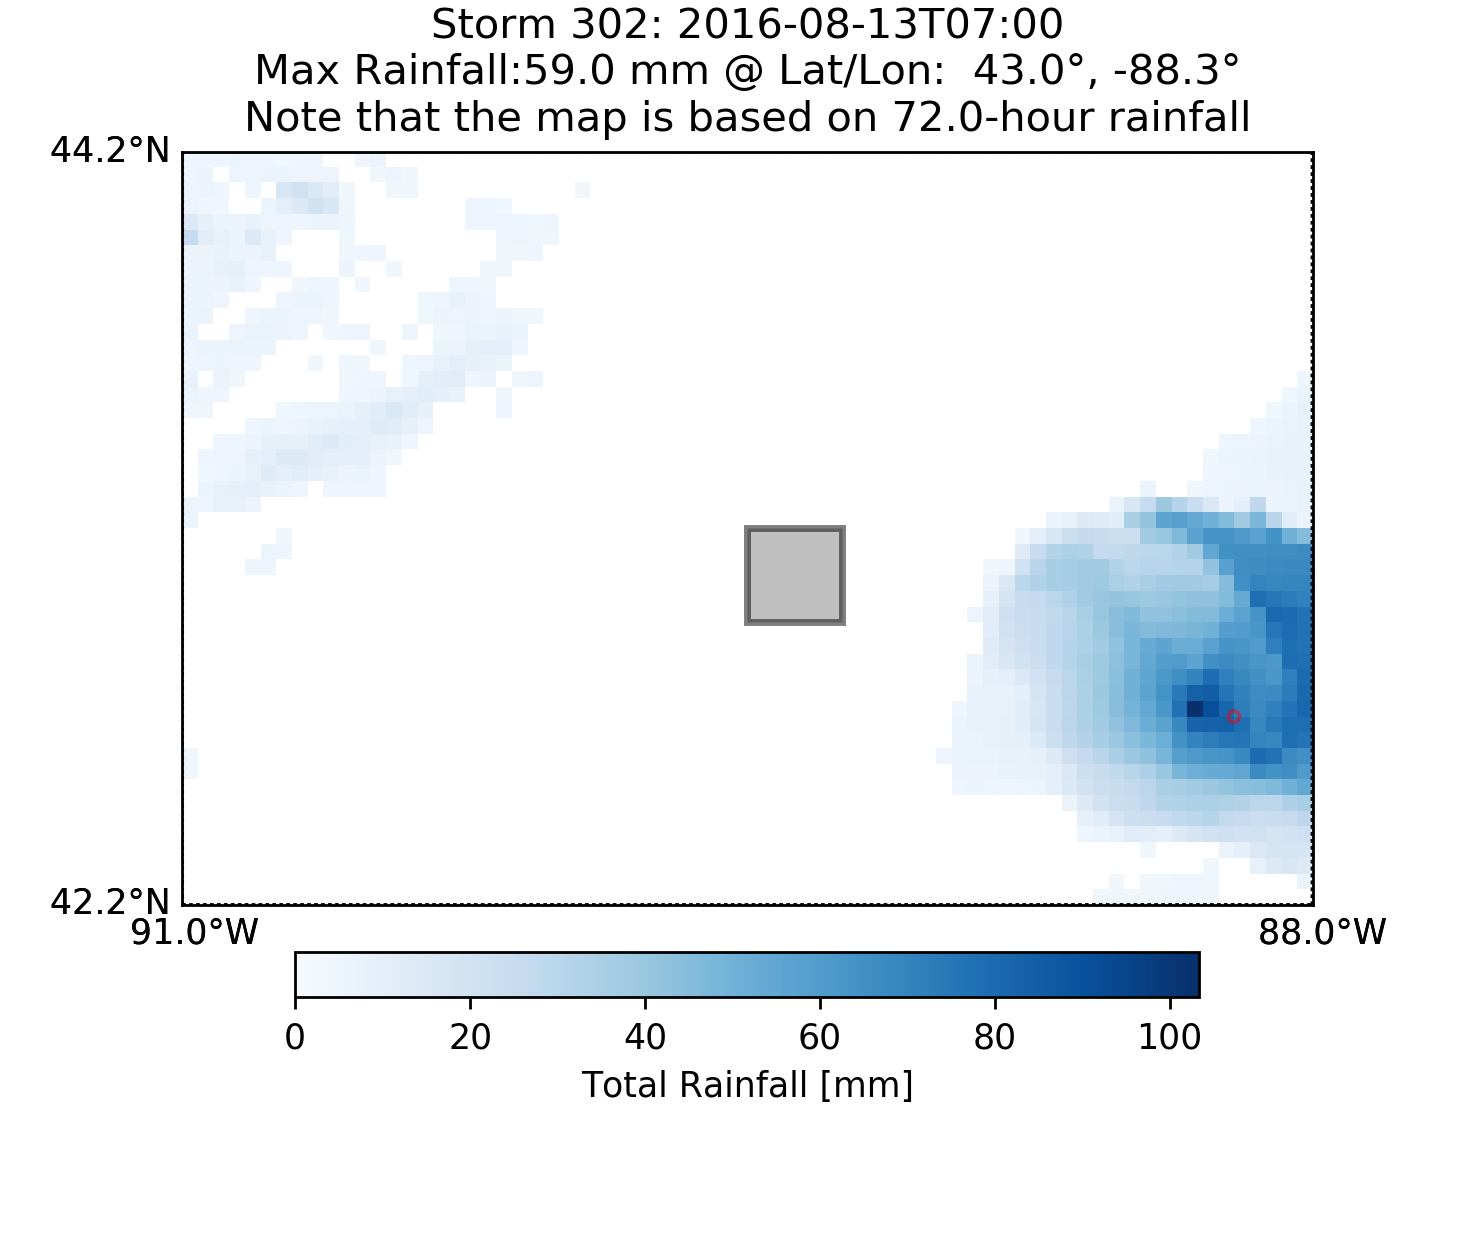 Storm 302: 2016-08-13T07:00
Max Rainfall:59.0 mm @ Lat/Lon:  43.0°, -88.3°
Note that the map is based on 72.0-hour rainfall
44.2°N
42.2°N
91.0°W 88.0°W
0 20 40 60 80 100
Total Rainfall [mm]